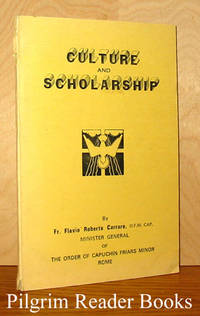 CULTURE
AND
SCHOLARSHIP
By
Fr. Flavio Roberto Carraro, O.F.M. CAP.
MINISTER GENERAL
OF
THE ORDER OF CAPUCHIN FRIARS MINOR
ROME
Pilgrim Reader Books